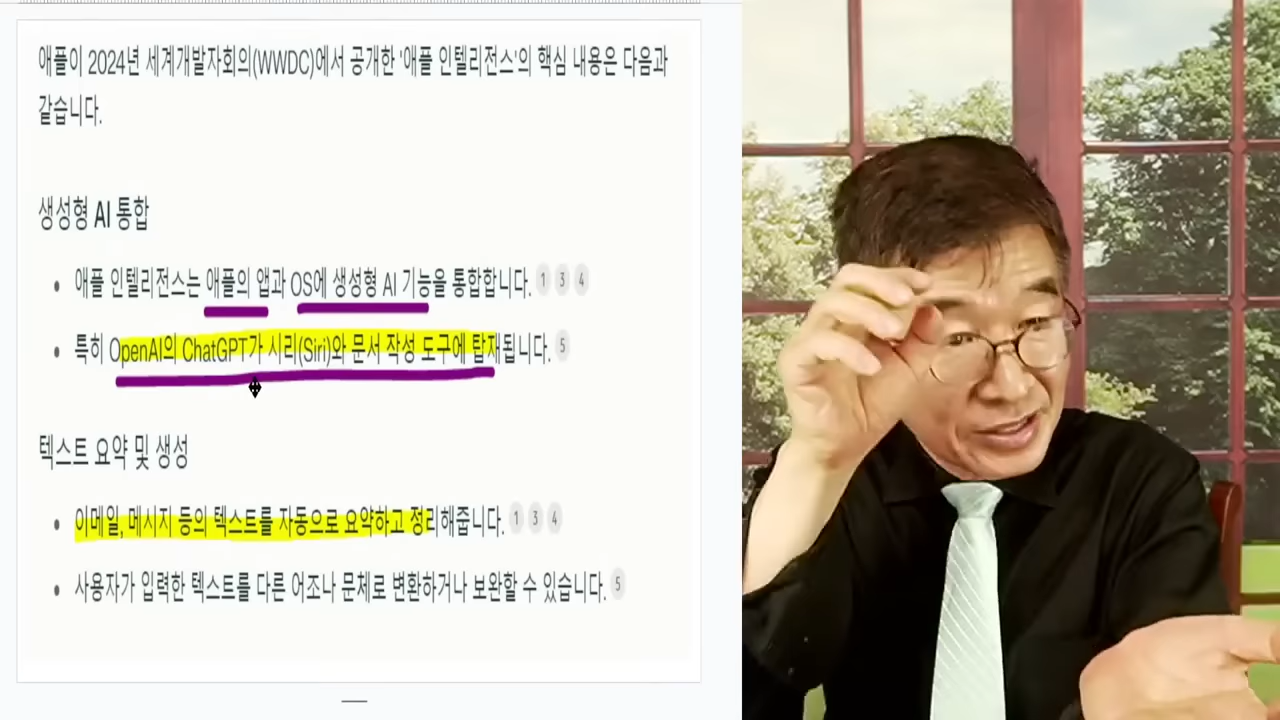 애플이 2024년 세계개발자회의(WWDC)에서 공개한 '애플 인텔리전스'의 핵심 내용은 다음과
같습니다.
생성형 AI 통합
• 애플 인텔리전스는 애플의 앱과 OS에 생성형 AI 기능을 통합합니다. 1 3 4
• 특히 OpenAI의 ChatGPT가 시리(Siri)와 문서 작성 도구에 탑재됩니다. 5
텍스트 요약 및 생성
• 이메일, 메시지 등의 텍스트를 자동으로 요약하고 정리해줍니다. 1 3 4
• 사용자가 입력한 텍스트를 다른 어조나 문체로 변환하거나 보완할 수 있습니다. 5